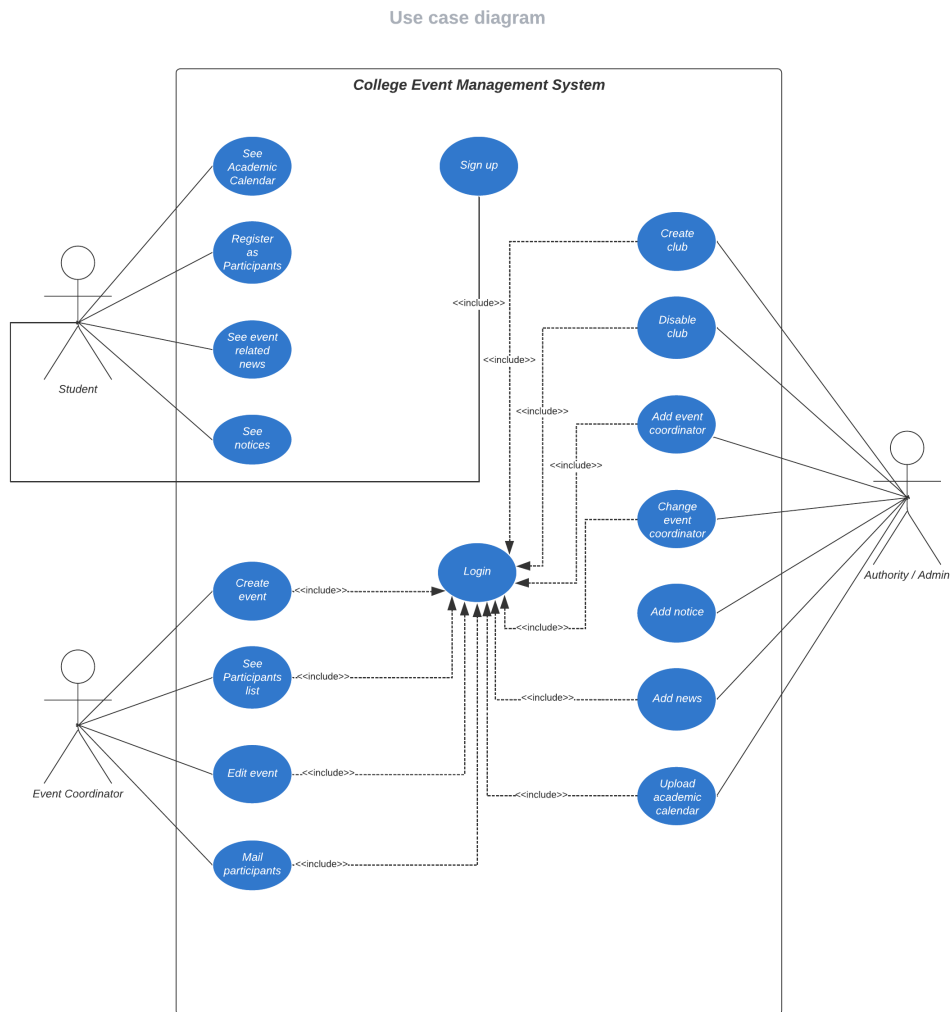 Use case diagram
College Event Management System
See
Academic
Calendar
Sign up
Register
as
Participants
Create
club
<<include>>
Disable
club
See event
related
news
<<include>>
Student
<<include>>
Add event
coordinator
See
notices
<<include>>
Change
event
coordinator
Login
Authority / Admin
Create
event
<<include>>
Add notice
<<include>>
See
Participants
list
<<include>>
<<include>>
Add news
Edit event
<<include>>
Event Coordinator
<<include>>
Upload
academic
calendar
Mail
participants
<<include>>